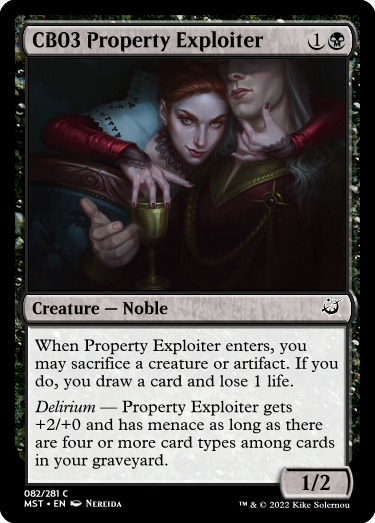 CB03 Property Exploiter
1
Creature — Noble
When Property Exploiter enters, you
may sacrifice a creature or artifact. If you
do, you draw a card and lose 1 life.
Delirium — Property Exploiter gets
+2/+0 and has menace as long as there
are four or more card types among cards
in your graveyard.
1/2
082/281 C
MST • EN Nereida
™ & © 2022 Kike Solernou